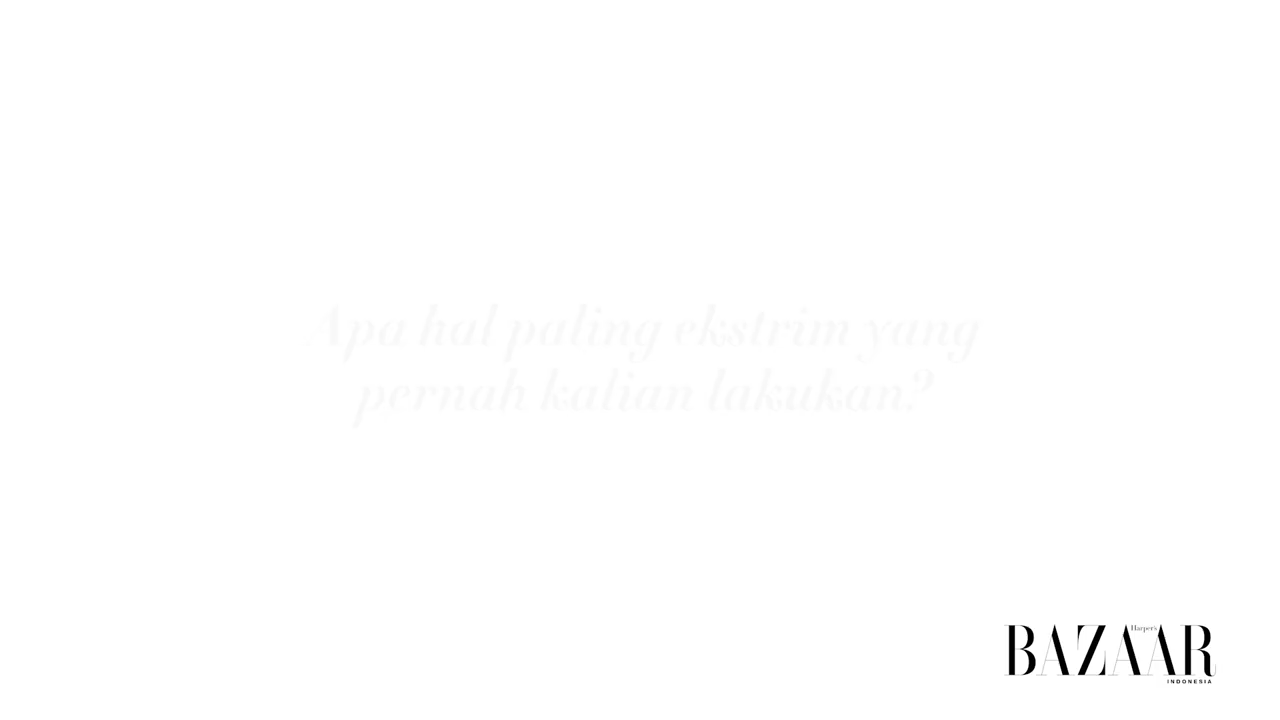 Apa hal paling ekstrim yang
pernah kalian lakukan?
Harper's
BAZAAR
INDONESIA